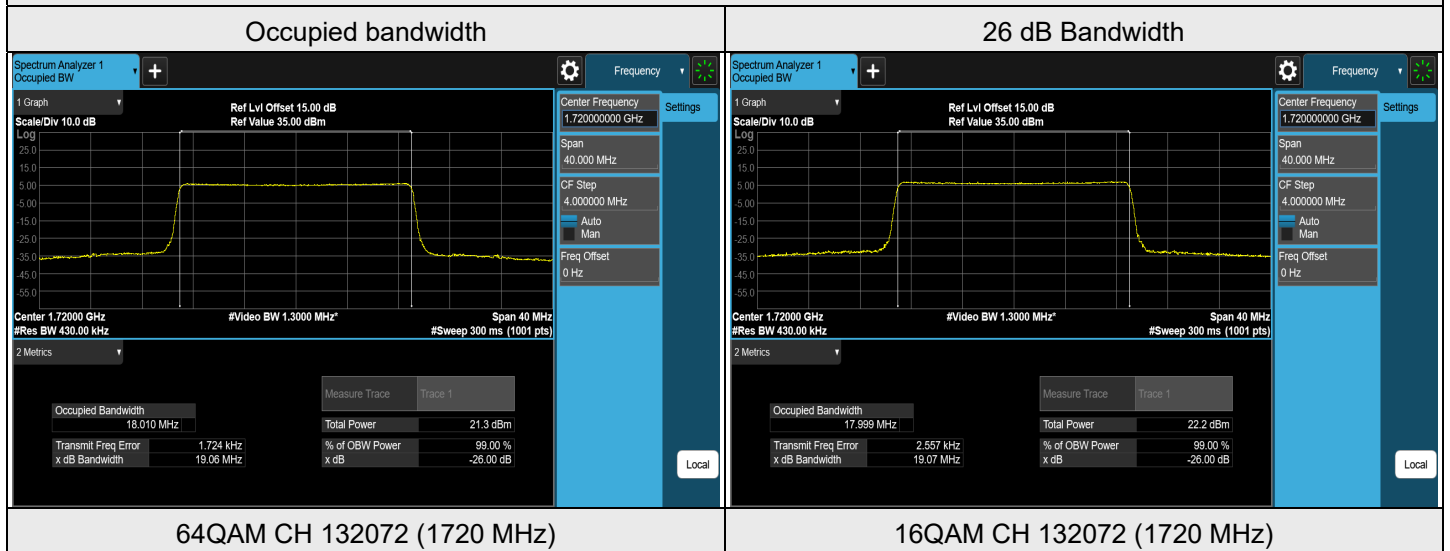 Occupied bandwidth
26 dB Bandwidth
Spectrum Analyzer 1
Occupied BW
+
Frequency
1 Graph
Scale/Div 10.0 dB
Ref Lvl Offset 15.00 dB
Ref Value 35.00 dBm
Log
25.0
15.0
5.00
-5.00
-15.0
-25.0
-35.0
-45.0
-55.0
Center 1.72000 GHz
#Video BW 1.3000 MHz*
Span 40 MHz
#Res BW 430.00 kHz
#Sweep 300 ms (1001 pts)
Center Frequency
1.720000000 GHz
Settings
Span
40.000 MHz
CF Step
4.000000 MHz
Auto
Man
Freq Offset
0 Hz
2 Metrics
Measure Trace Trace 1
Occupied Bandwidth
18.010 MHz
Total Power 21.3 dBm
Transmit Freq Error 1.724 kHz
% of OBW Power 99.00 %
x dB Bandwidth 19.06 MHz
x dB -26.00 dB
Local
Spectrum Analyzer 1
Occupied BW
+
Frequency
1 Graph
Scale/Div 10.0 dB
Ref Lvl Offset 15.00 dB
Ref Value 35.00 dBm
Log
25.0
15.0
5.00
-5.00
-15.0
-25.0
-35.0
-45.0
-55.0
Center 1.72000 GHz
#Video BW 1.3000 MHz*
Span 40 MHz
#Res BW 430.00 kHz
#Sweep 300 ms (1001 pts)
Center Frequency
1.720000000 GHz
Settings
Span
40.000 MHz
CF Step
4.000000 MHz
Auto
Man
Freq Offset
0 Hz
2 Metrics
Measure Trace Trace 1
Occupied Bandwidth
17.999 MHz
Total Power 22.2 dBm
Transmit Freq Error 2.557 kHz
% of OBW Power 99.00 %
x dB Bandwidth 19.07 MHz
x dB -26.00 dB
Local
64QAM CH 132072 (1720 MHz)
16QAM CH 132072 (1720 MHz)